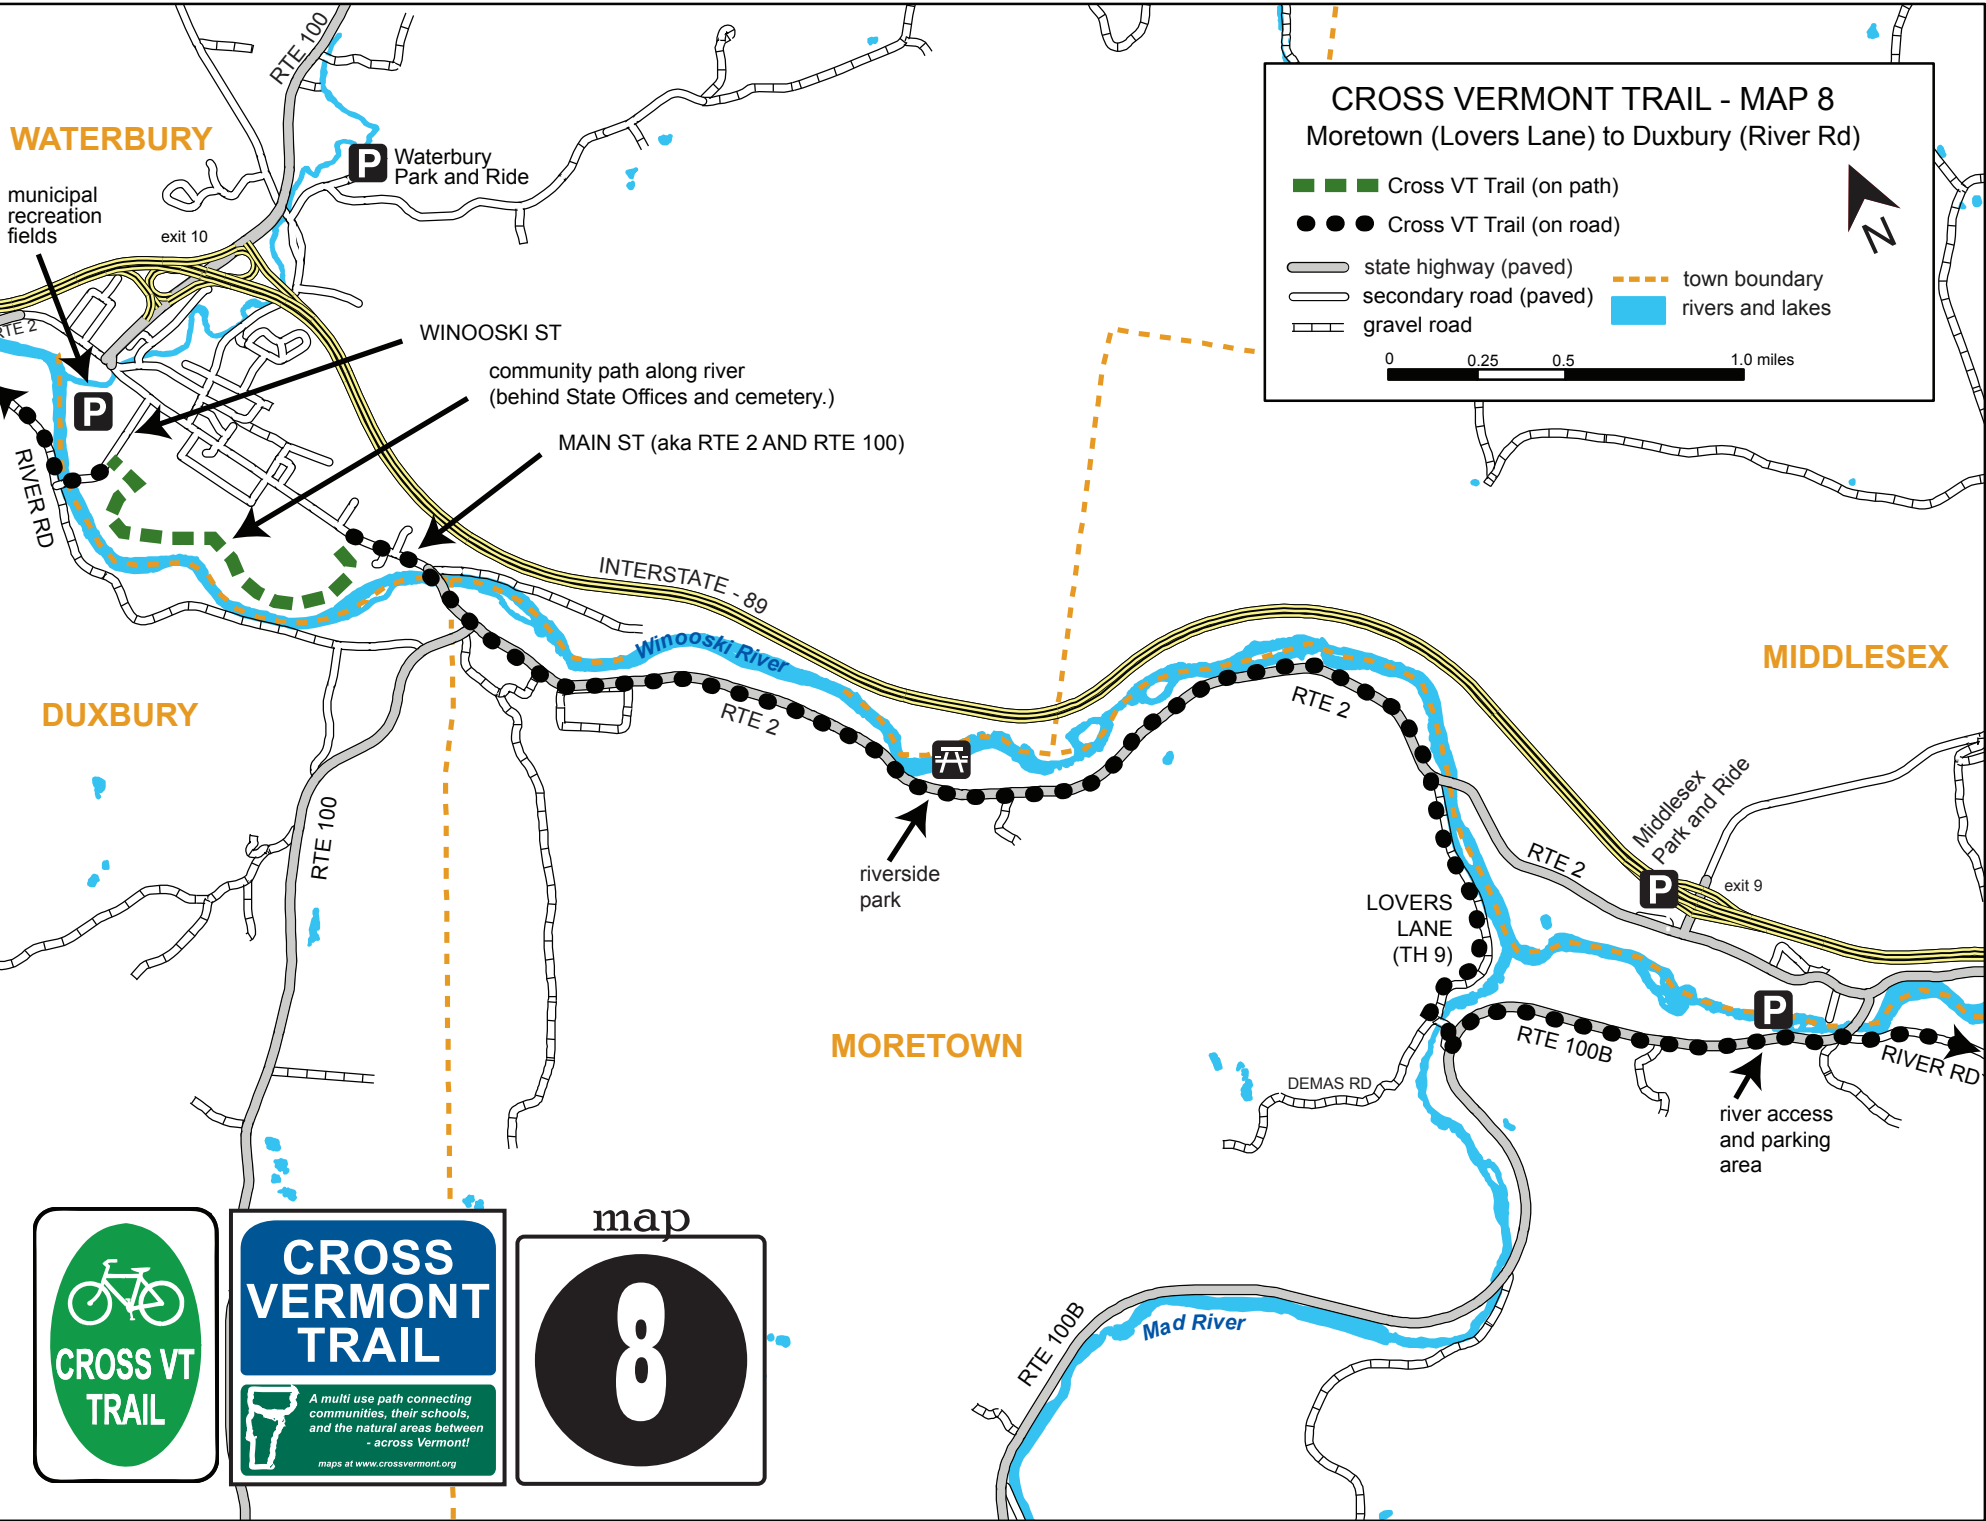 RTE 100
WATERBURY
P
Waterbury
Park and Ride
municipal
recreation
fields
exit 10
RTE 2
WINOOSKI ST
community path along river
(behind State Offices and cemetery.)
P
MAIN ST (aka RTE 2 AND RTE 100)
RIVER RD
CROSS VERMONT TRAIL - MAP 8
Moretown (Lovers Lane) to Duxbury (River Rd)
Cross VT Trail (on path)
Cross VT Trail (on road)
state highway (paved)
secondary road (paved)
gravel road
town boundary
rivers and lakes
N
0 0.25 0.5 1.0 miles
INTERSTATE - 89
Winooski River
MIDDLESEX
DUXBURY
RTE 2
RTE 2
RTE 100
riverside
park
Middlesex
Park and Ride
P
exit 9
RTE 2
LOVERS
LANE
(TH 9)
P
MORETOWN
RTE 100B
RIVER RD
DEMAS RD
river access
and parking
area
RTE 100B
Mad River
CROSS VT
TRAIL
CROSS
VERMONT
TRAIL
A multi use path connecting
communities, their schools,
and the natural areas between
- across Vermont!
maps at www.crossvermont.org
map
8